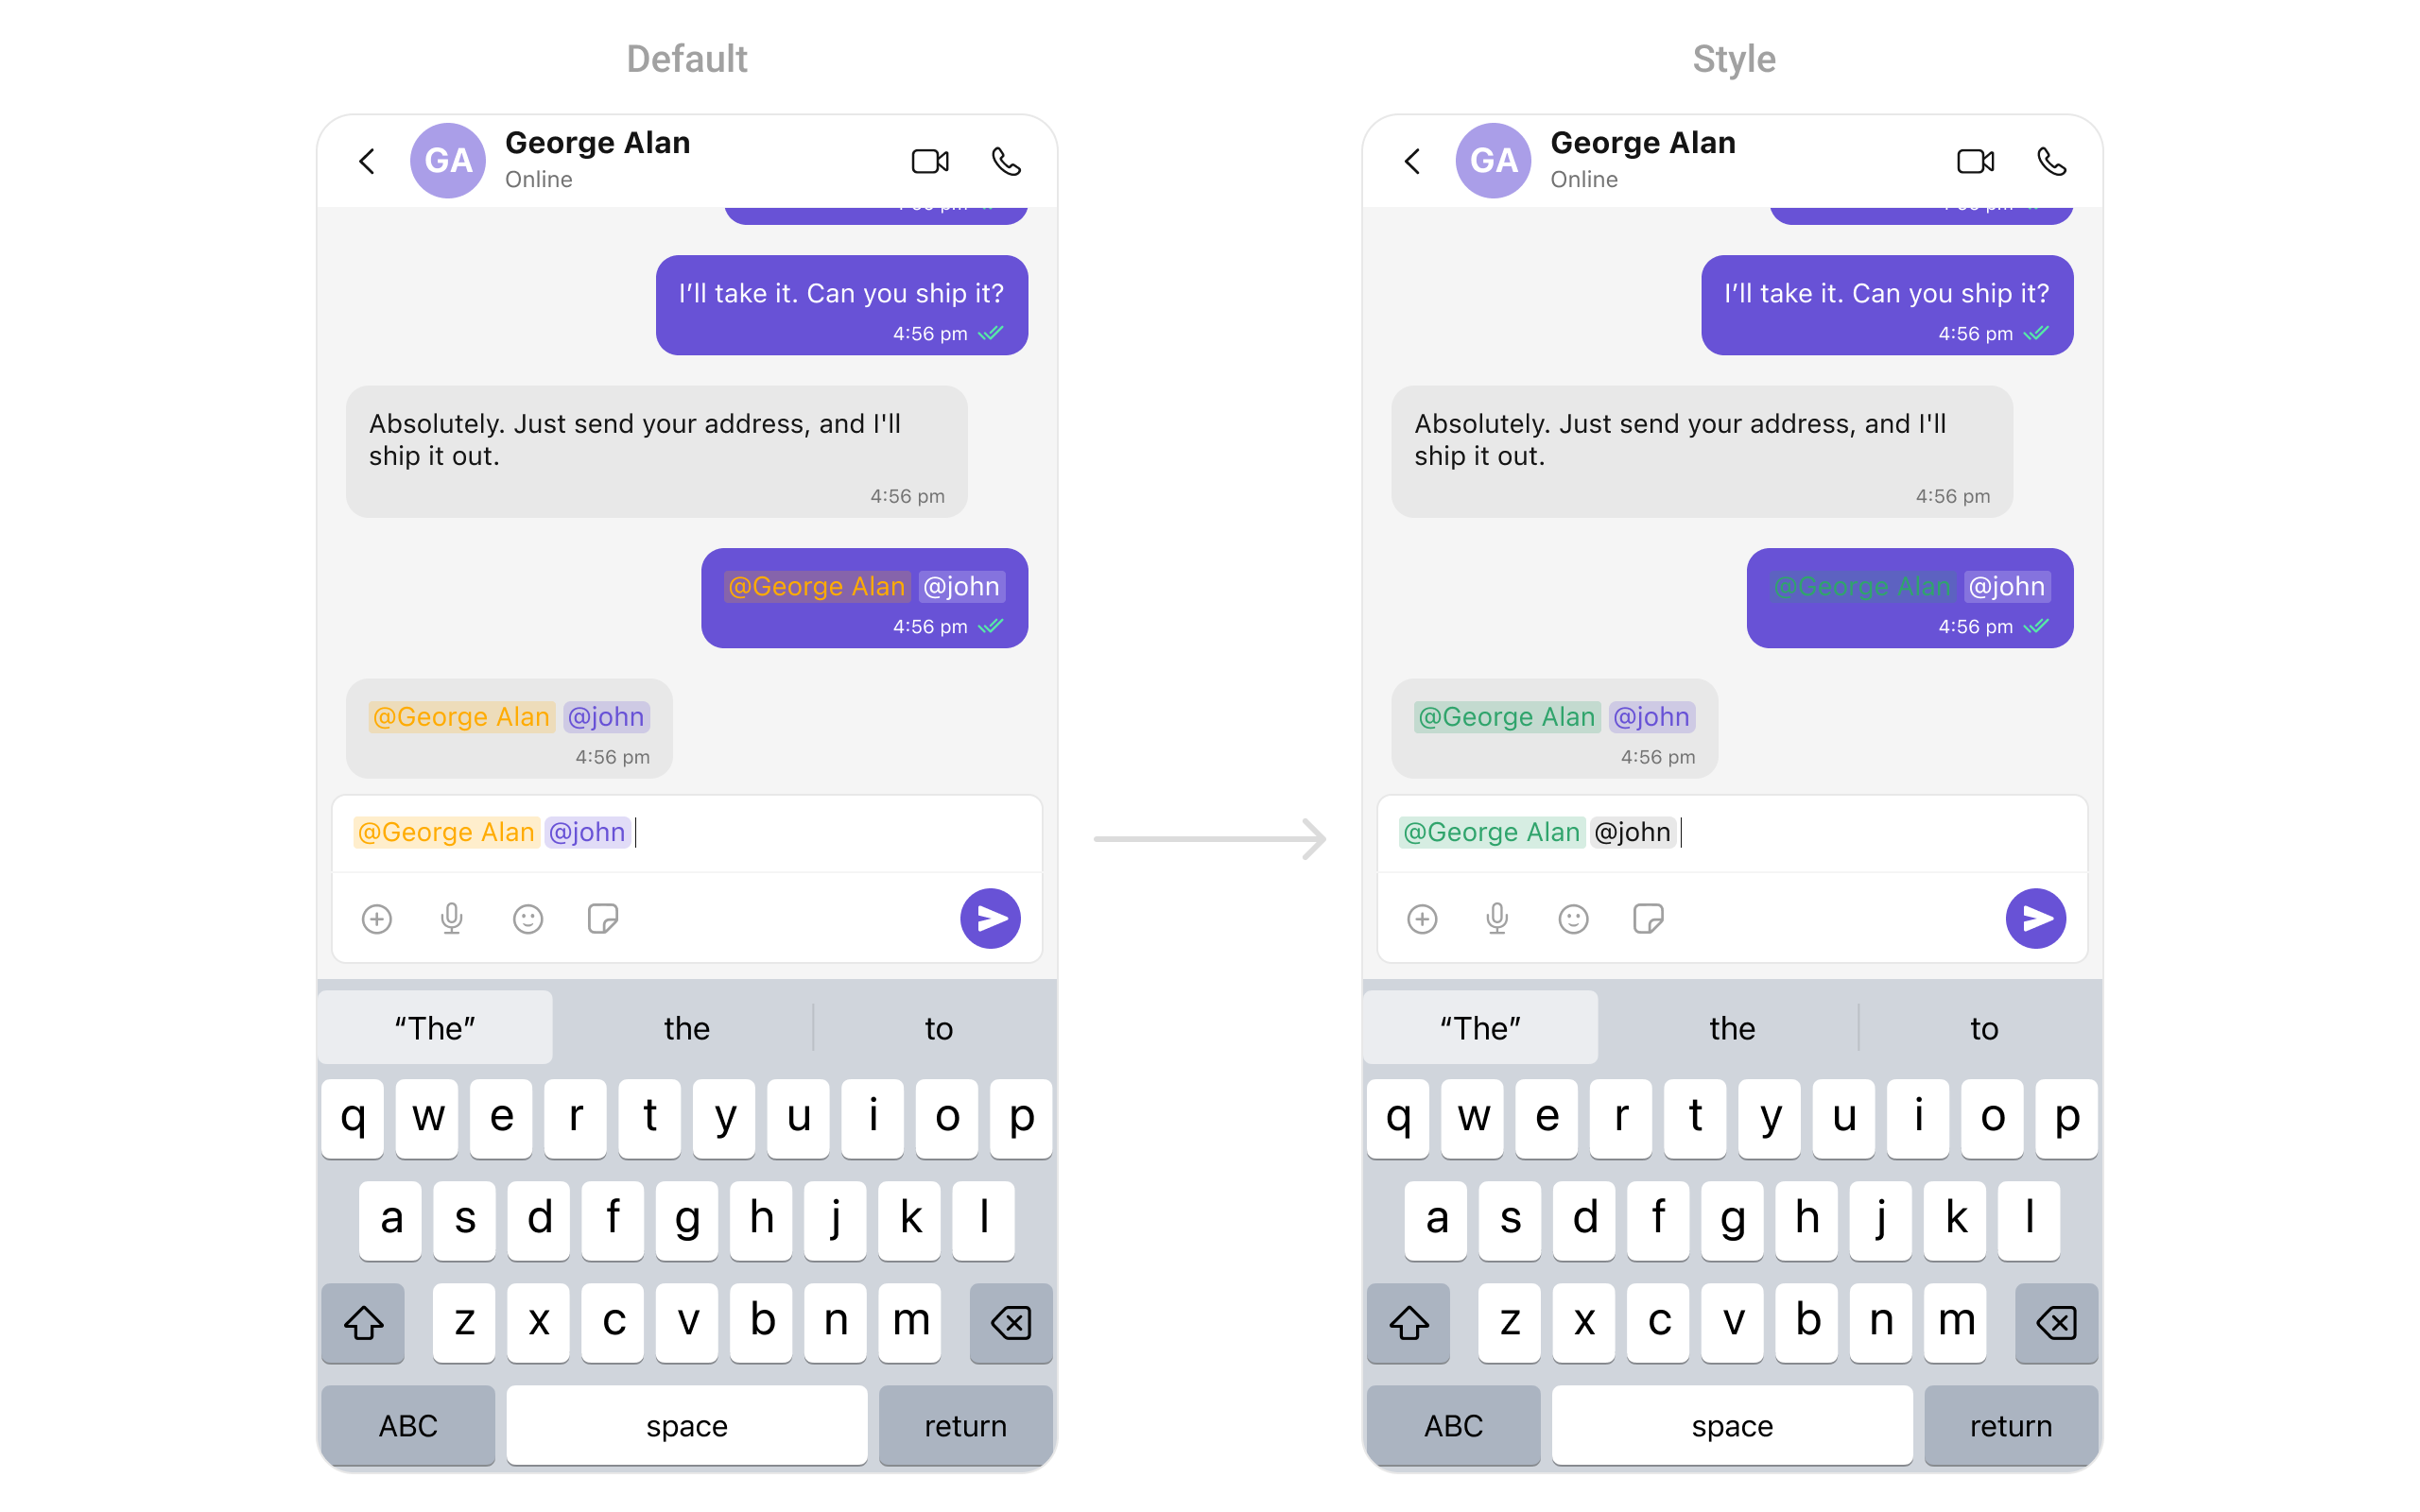 Default
GA
George Alan
Online
I’ll take it. Can you ship it?
4:56 pm
Absolutely. Just send your address, and I'll
ship it out.
4:56 pm
@George Alan @john
4:56 pm
@George Alan @john
4:56 pm
@George Alan @john
“The” the to
q w e r t y u i o p
a s d f g h j k l
z x c v b n m
ABC space return
Style
GA
George Alan
Online
I’ll take it. Can you ship it?
4:56 pm
Absolutely. Just send your address, and I'll
ship it out.
4:56 pm
@George Alan @john
4:56 pm
@George Alan @john
4:56 pm
@George Alan @john
“The” the to
q w e r t y u i o p
a s d f g h j k l
z x c v b n m
ABC space return